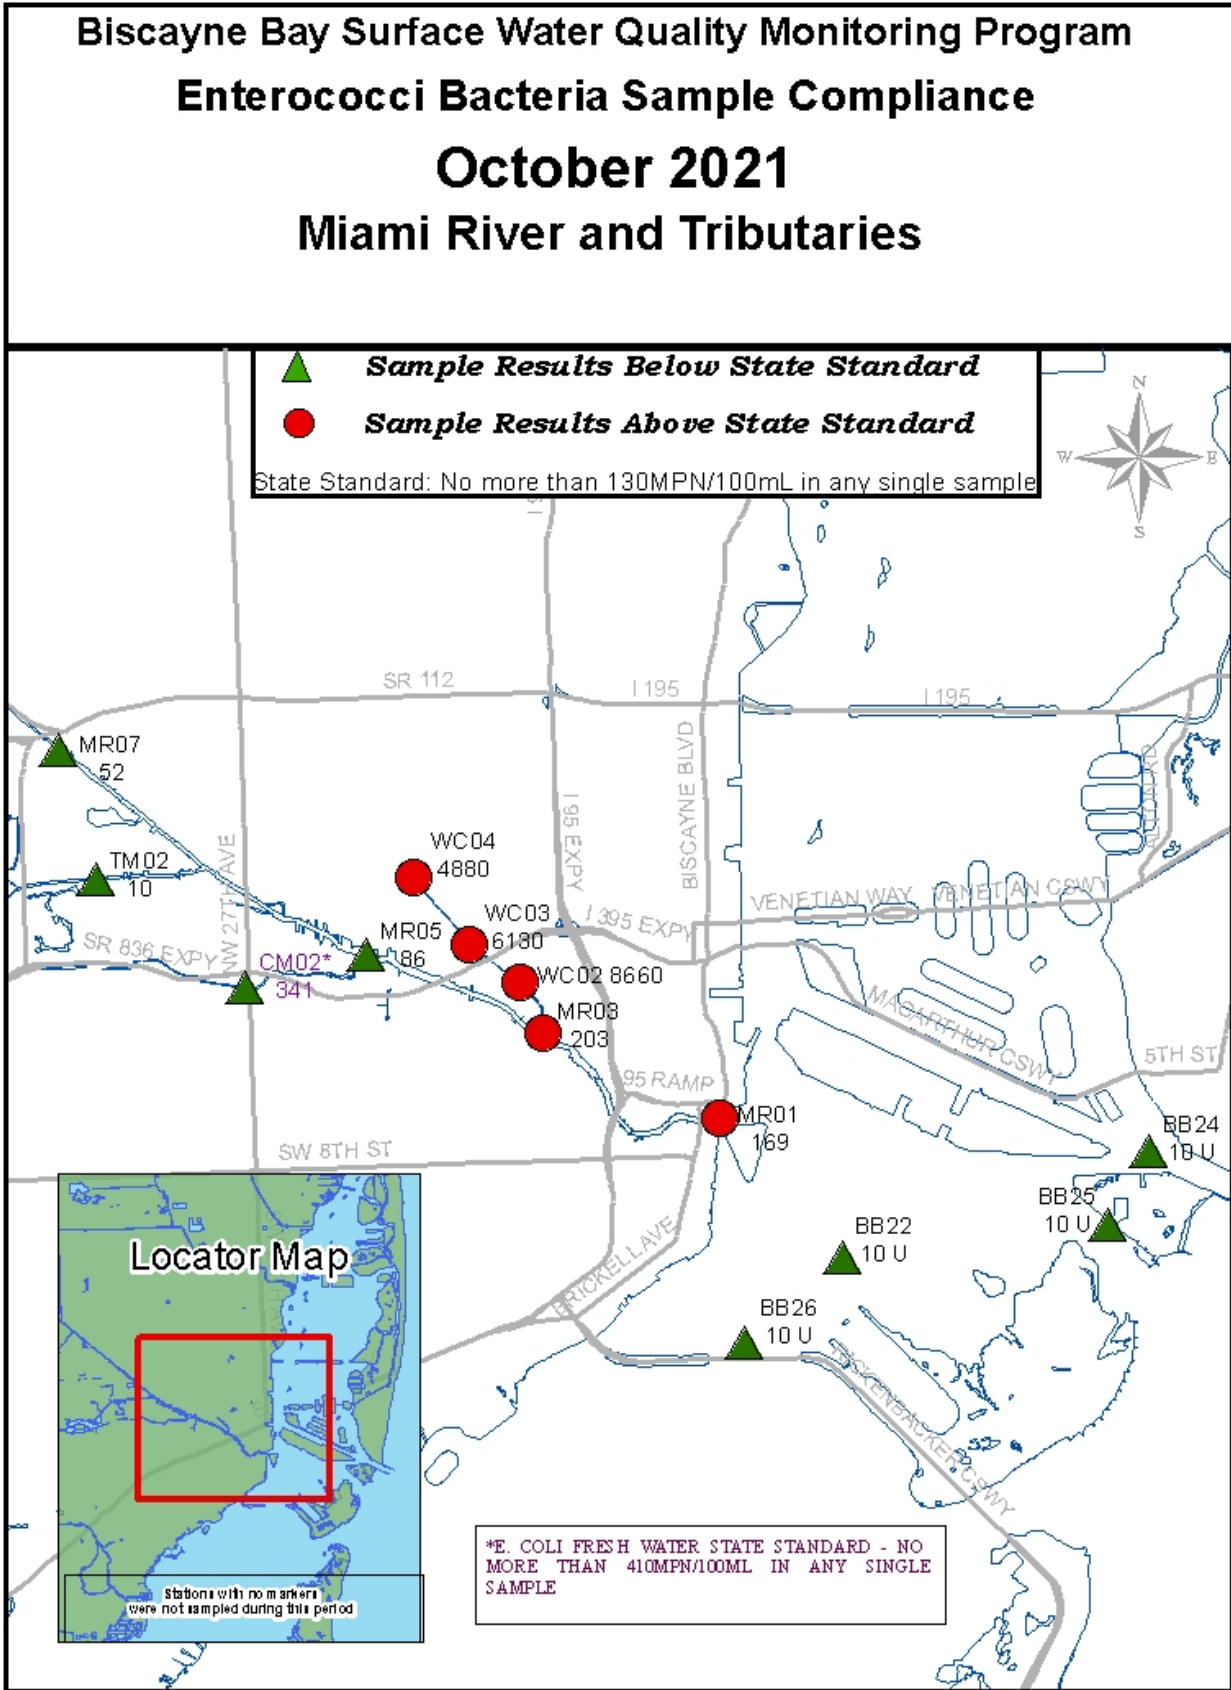 Biscayne Bay Surface Water Quality Monitoring Program
Enterococci Bacteria Sample Compliance
October 2021
Miami River and Tributaries
Sample Results Below State Standard
Sample Results Above State Standard
State Standard: No more than 130MPN/100mL in any single sample
N
W
E
S
SR 112
I 195
I 195
MR07
52
BISCAYNE BLVD
ALTON RD
I 95 EXPY
NW 27TH AVE
WC04
4880
TM02
10
VENETIAN WAY
VENETIAN CSWY
WC03
6130
I 395 EXPY
MR05
86
SR 836 EXPY
CM02*
341
WC02 8660
MR03
203
MACARTHUR CSWY
5TH ST
95 RAMP
MR01
169
BB24
10 U
SW 8TH ST
BB25
10 U
BB22
10 U
BRICKELL AVE
BB26
10 U
RICKENBACKER CSWY
Locator Map
Stations with no markers
were not sampled during this period
*E. COLI FRESH WATER STATE STANDARD - NO
MORE THAN 410MPN/100ML IN ANY SINGLE
SAMPLE